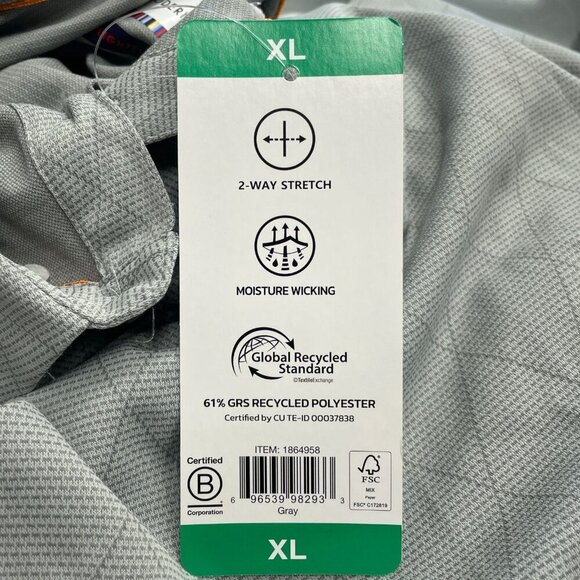 XL
2-WAY STRETCH
MOISTURE WICKING
Global Recycled
Standard
©TextileExchange
61% GRS RECYCLED POLYESTER
Certified by CU TE-ID 00037838
ITEM: 1864958
Certified
B
Corporation
6 96539 98293 3
Gray
FSC
MIX
Paper
FSC® C172819
XL